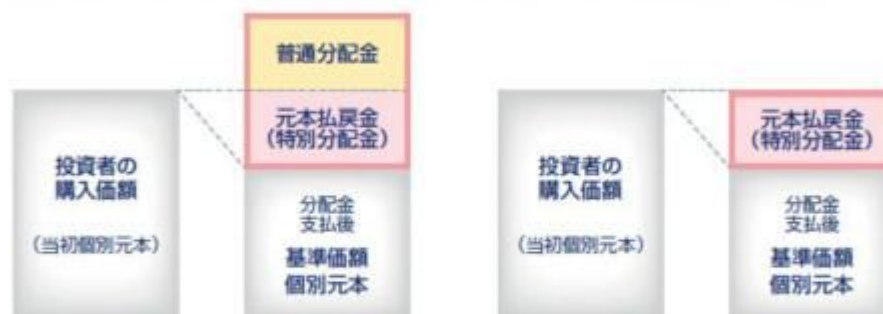 普通分配金
元本払戻金
(特別分配金)
投資者の
購入価額
(当初個別元本)
分配金
支払後
基準価額
個別元本
元本払戻金
(特別分配金)
投資者の
購入価額
(当初個別元本)
分配金
支払後
基準価額
個別元本